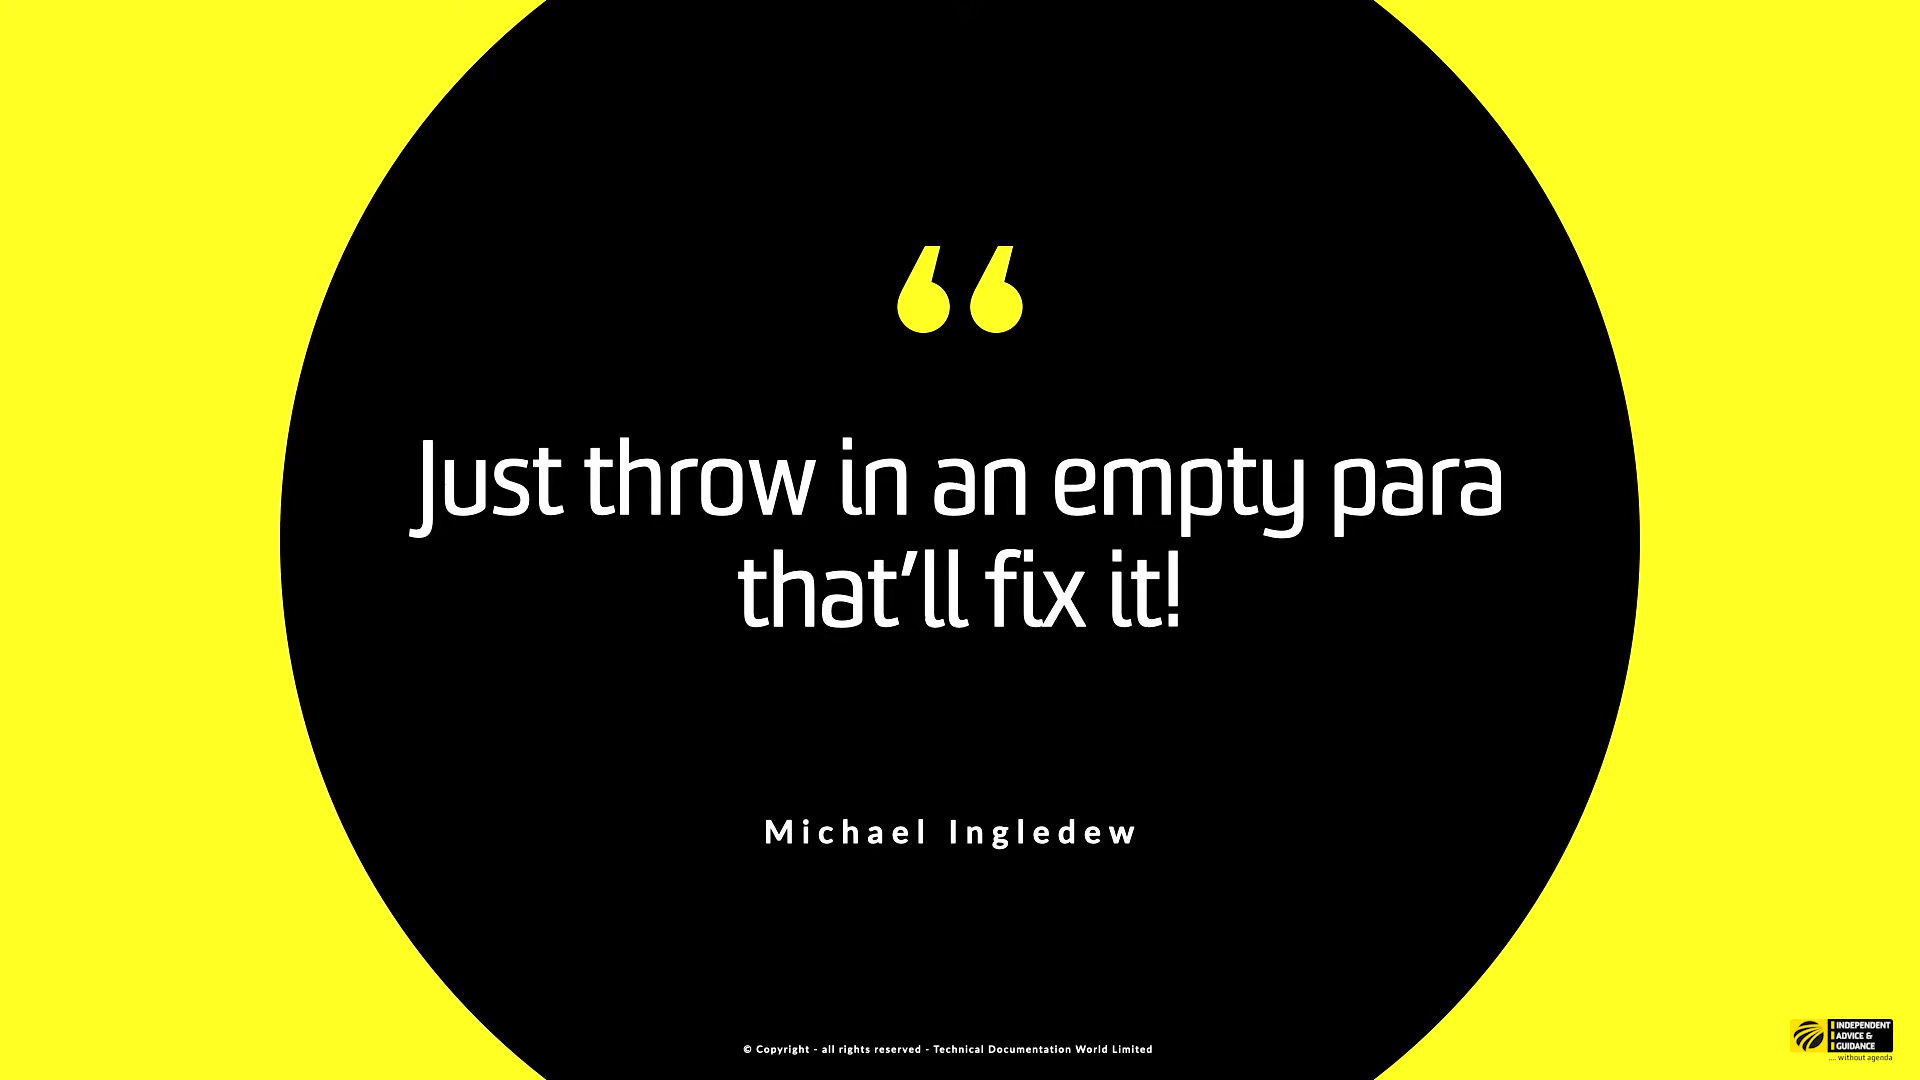 “
Just throw in an empty para
that’ll fix it!
Michael Ingledew
© Copyright - all rights reserved - Technical Documentation World Limited
INDEPENDENT
ADVICE &
GUIDANCE
.... without agenda